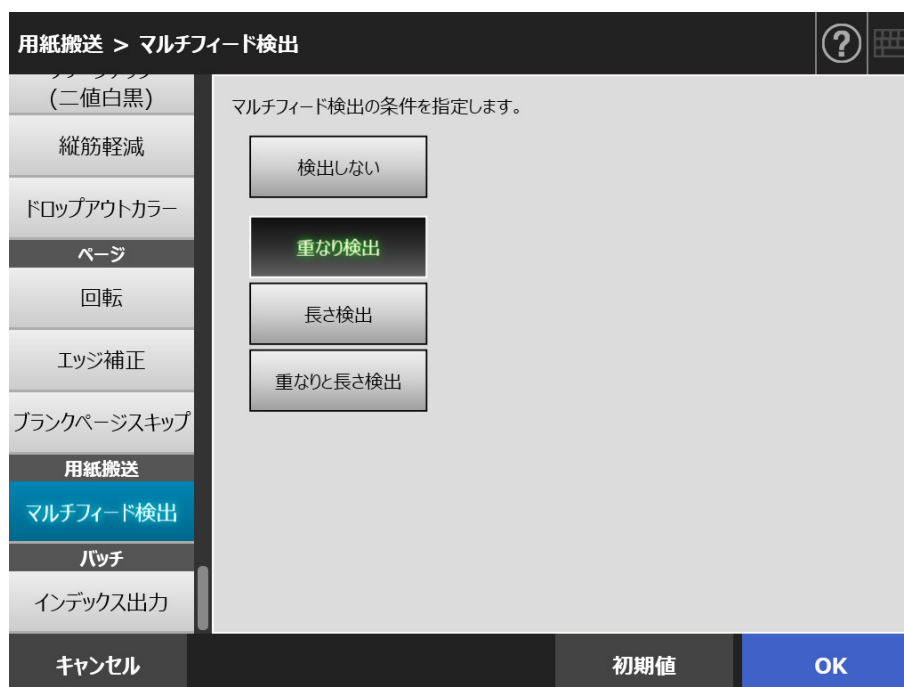 用紙搬送 > マルチフィード検出
?
(二値白黒)
縦筋軽減
ドロップアウトカラー
ページ
回転
エッジ補正
ブランクページスキップ
用紙搬送
マルチフィード検出
バッチ
インデックス出力
マルチフィード検出の条件を指定します。
検出しない
重なり検出
長さ検出
重なりと長さ検出
キャンセル
初期値
OK